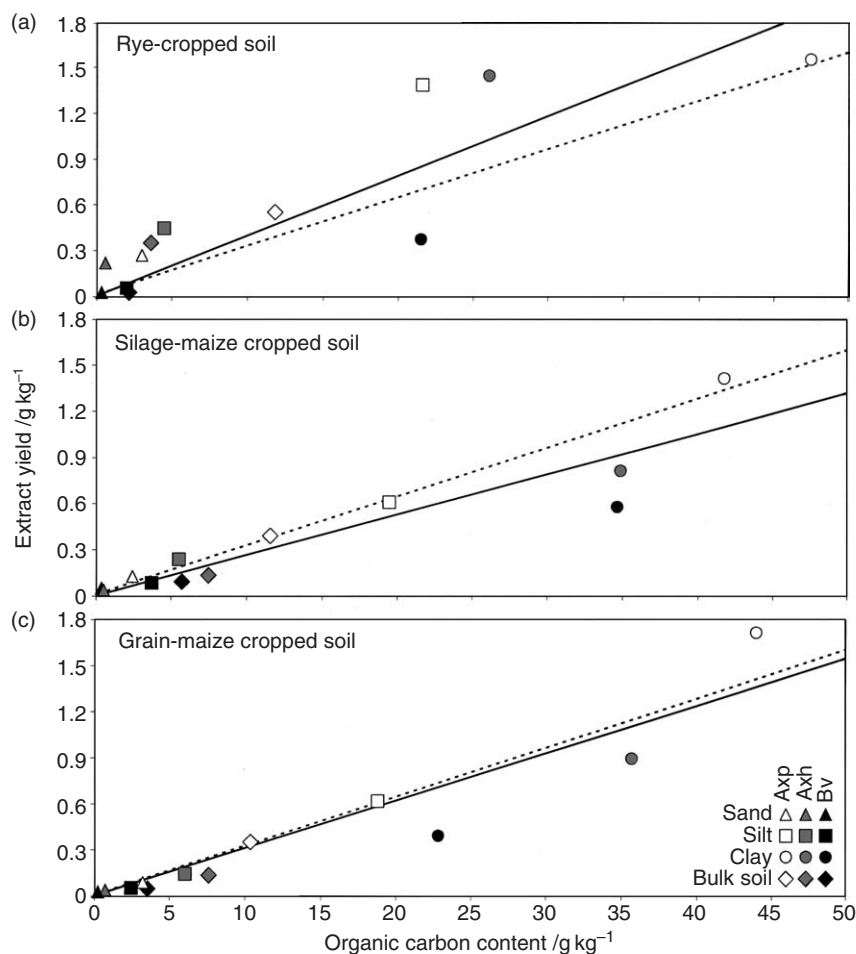 (a)
Rye-cropped soil
1.8
1.5
1.2
0.9
0.6
0.3
0
(b)
Silage-maize cropped soil
1.8
1.5
1.2
0.9
0.6
0.3
0
Extract yield /g kg⁻¹
(c)
Grain-maize cropped soil
1.8
1.5
1.2
0.9
0.6
0.3
0
Axp Axh Bv
Sand
Silt
Clay
Bulk soil
0 5 10 15 20 25 30 35 40 45 50
Organic carbon content /g kg⁻¹